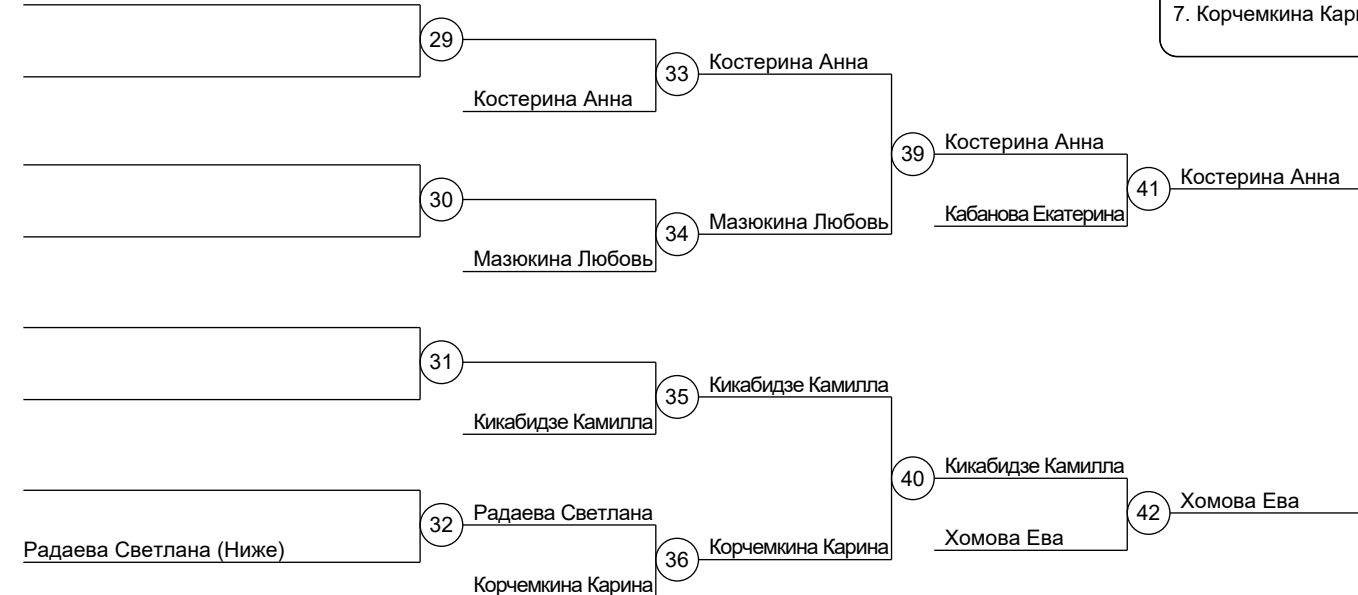 7. Корчемкина
29
Костерина Анна
33
Костерина Анна
39
Костерина Анна
41
Костерина Анна
Кабанова Екатерина
30
Мазюкина Любовь
34
Мазюкина Любовь
31
Кикабидзе Камилла
35
Кикабидзе Камилла
40
Кикабидзе Камилла
42
Хомова Ева
Хомова Ева
32
Радаева Светлана
Радаева Светлана (Ниже)
36
Корчемкина Карина
Корчемкина Карина